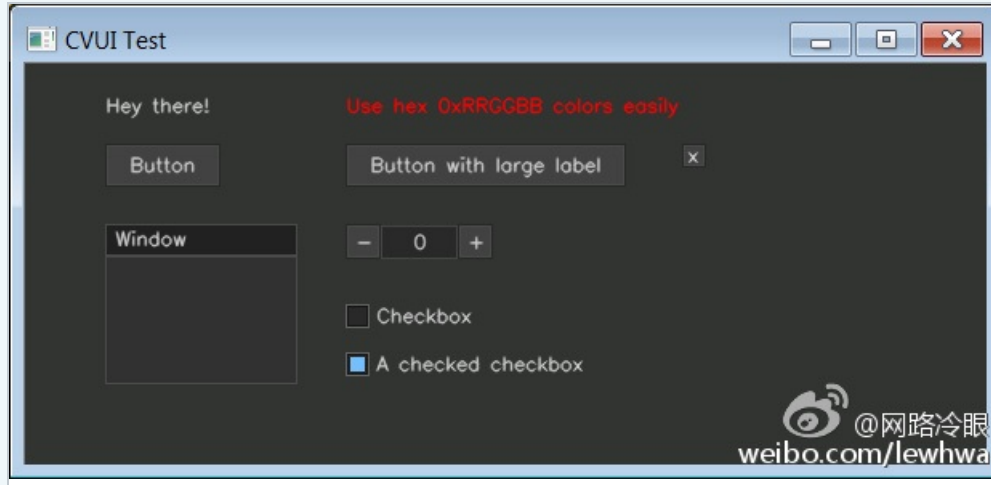 CVUI Test
Hey there!
Use hex 0xRRGGBB colors easily
Button
Button with large label
x
Window
- 0 +
Checkbox
A checked checkbox
@网路冷眼
weibo.com/lewhwa